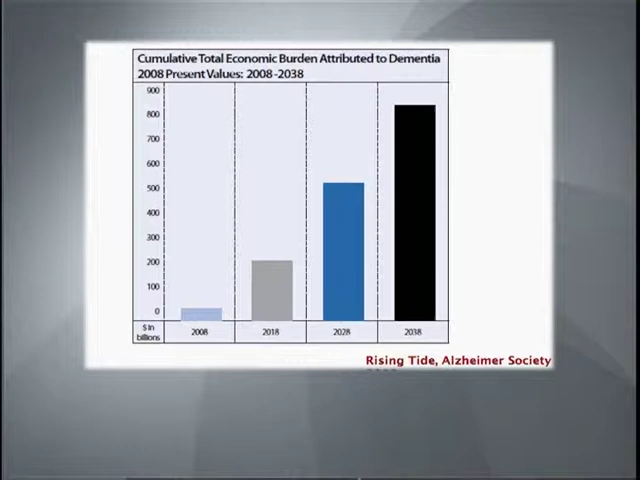 Cumulative Total Economic Burden Attributed to Dementia
2008 Present Values: 2008-2038
900
800
700
600
500
400
300
200
100
0
$ in
billions
2008
2018
2028
2038
Rising Tide, Alzheimer Society